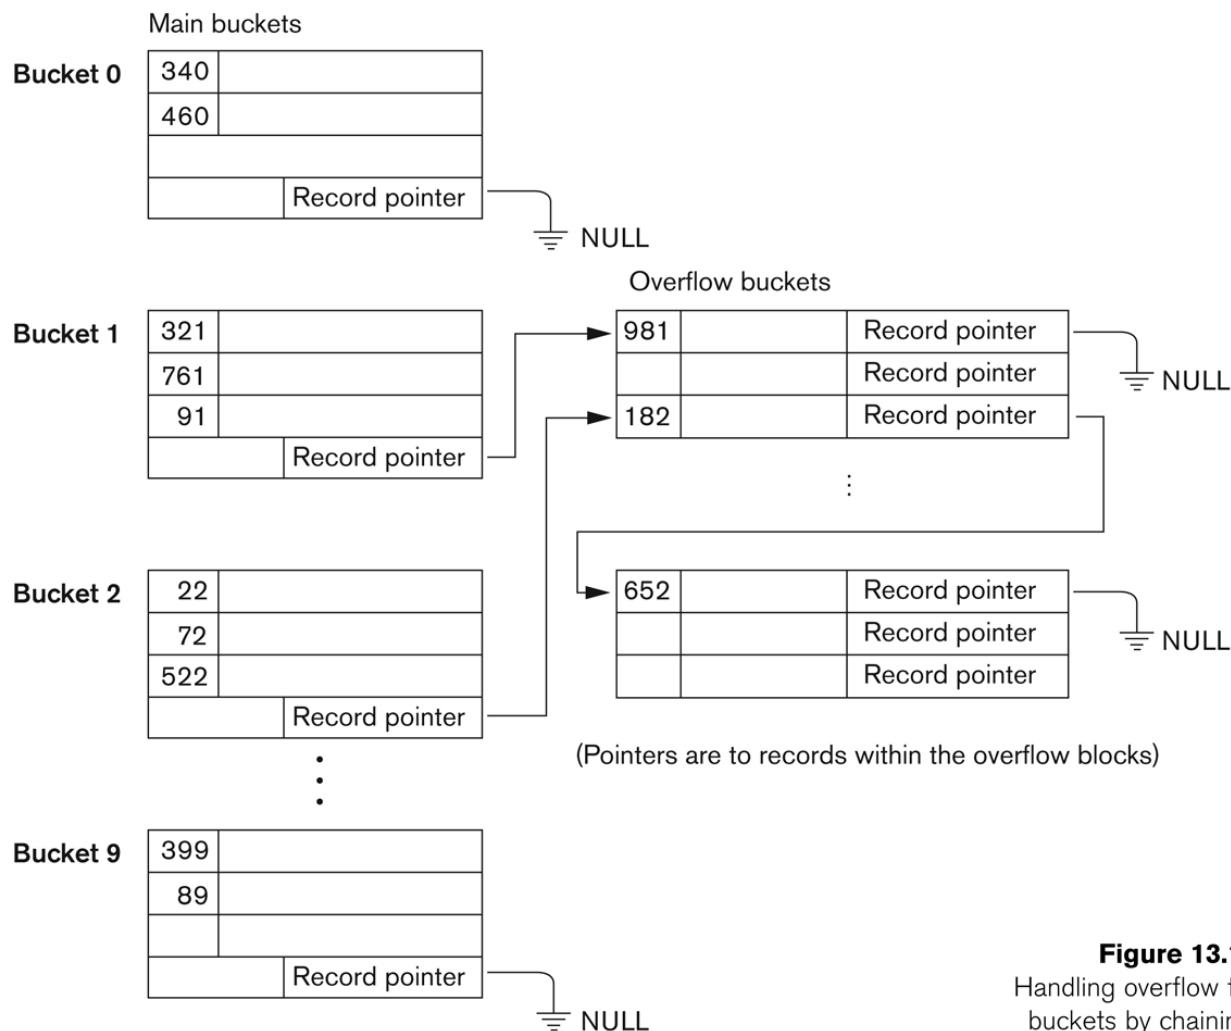 Main buckets
Bucket 0
340
460
Record pointer
NULL
Overflow buckets
Bucket 1
321
761
91
Record pointer
981 Record pointer
Record pointer
182 Record pointer
NULL
Bucket 2
22
72
522
Record pointer
652 Record pointer
Record pointer
Record pointer
NULL
(Pointers are to records within the overflow blocks)
Bucket 9
399
89
Record pointer
NULL
Figure 13.
Handling overflow
buckets by